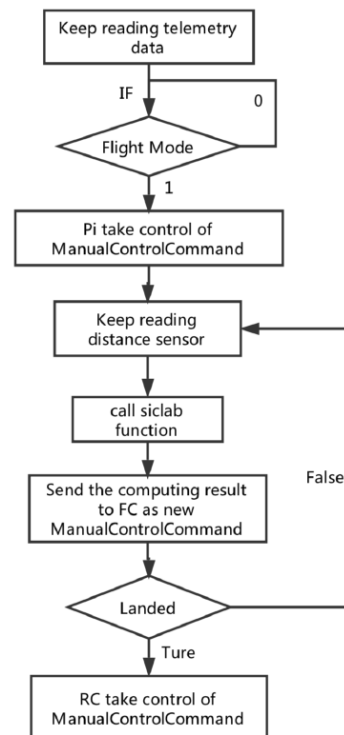 Keep reading telemetry
data
IF
0
Flight Mode
1
Pi take control of
ManualControlCommand
Keep reading
distance sensor
call siclab
function
Send the computing result
to FC as new
ManualControlCommand
False
Landed
Ture
RC take control of
ManualControlCommand